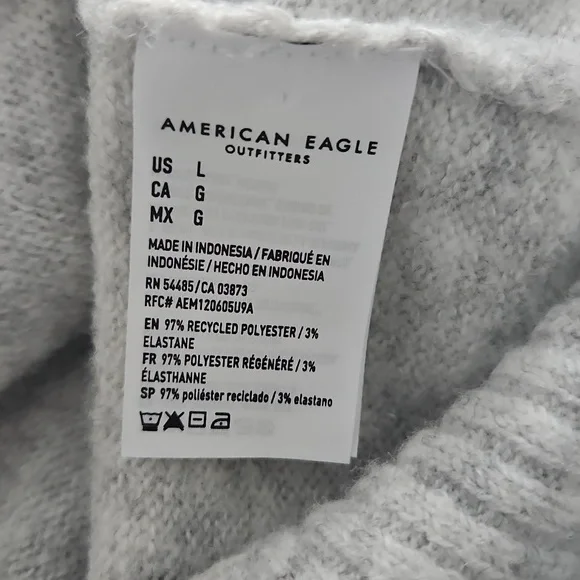 AMERICAN EAGLE
OUTFITTERS
US L
CA G
MX G
MADE IN INDONESIA / FABRIQUÉ EN
INDONÉSIE / HECHO EN INDONESIA
RN 54485/CA 03873
RFC# AEM120605U9A
EN 97% RECYCLED POLYESTER / 3%
ELASTANE
FR 97% POLYESTER RÉGÉNÉRÉ / 3%
ÉLASTHANNE
SP 97% poliéster reciclado / 3% elastano